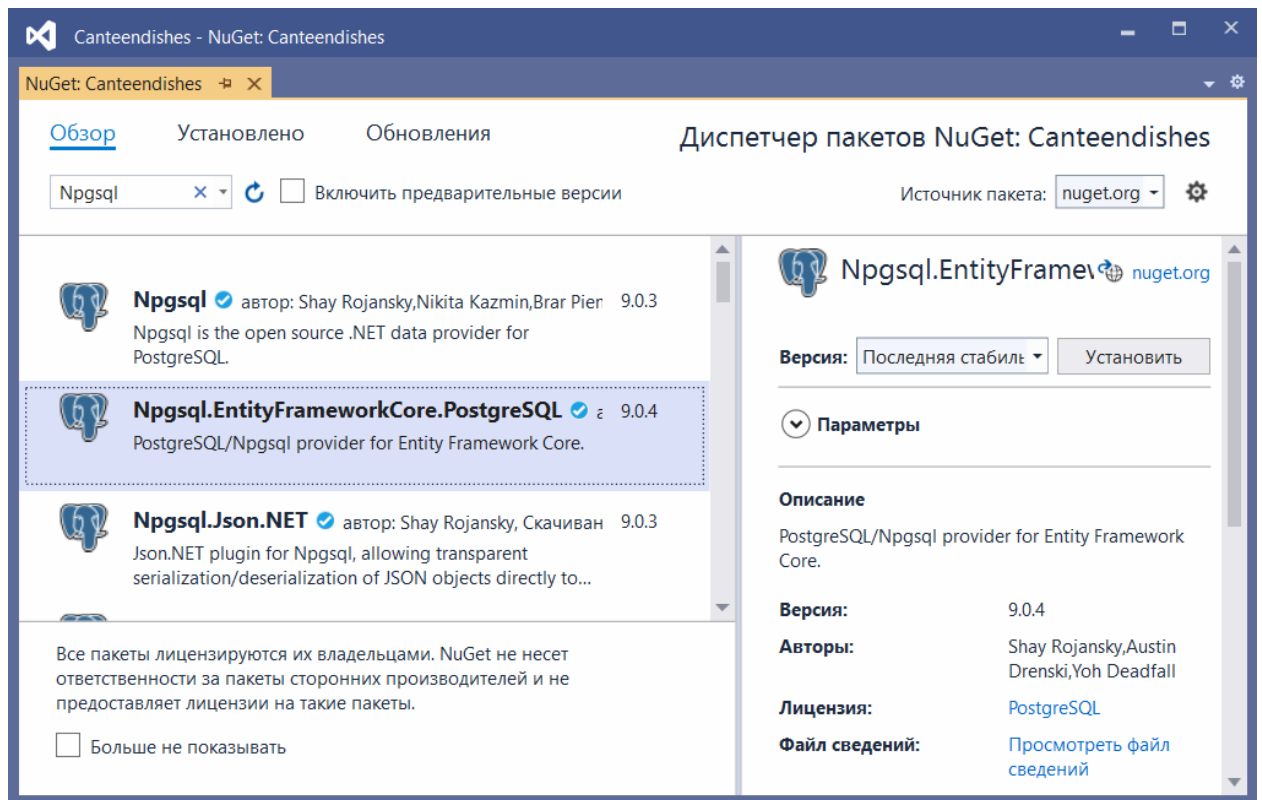 Canteendishes - NuGet: Canteendishes
NuGet: Canteendishes
Обзор Установлено Обновления
Диспетчер пакетов NuGet: Canteendishes
Npgsql
Включить предварительные версии
Источник пакета: nuget.org
Npgsql автор: Shay Rojansky,Nikita Kazmin,Brar Pier 9.0.3
Npgsql is the open source .NET data provider for
PostgreSQL.
Npgsql.EntityFrameworkCore.PostgreSQL а 9.0.4
PostgreSQL/Npgsql provider for Entity Framework Core.
Npgsql.Json.NET автор: Shay Rojansky, Скачиван 9.0.3
Json.NET plugin for Npgsql, allowing transparent
serialization/deserialization of JSON objects directly to...
Все пакеты лицензируются их владельцами. NuGet не несет
ответственности за пакеты сторонних производителей и не
предоставляет лицензии на такие пакеты.
Больше не показывать
Npgsql.EntityFramew nuget.org
Версия: Последняя стабиль Установить
Параметры
Описание
PostgreSQL/Npgsql provider for Entity Framework
Core.
Версия: 9.0.4
Авторы: Shay Rojansky,Austin
Drenski,Yoh Deadfall
Лицензия: PostgreSQL
Файл сведений: Просмотреть файл
сведений